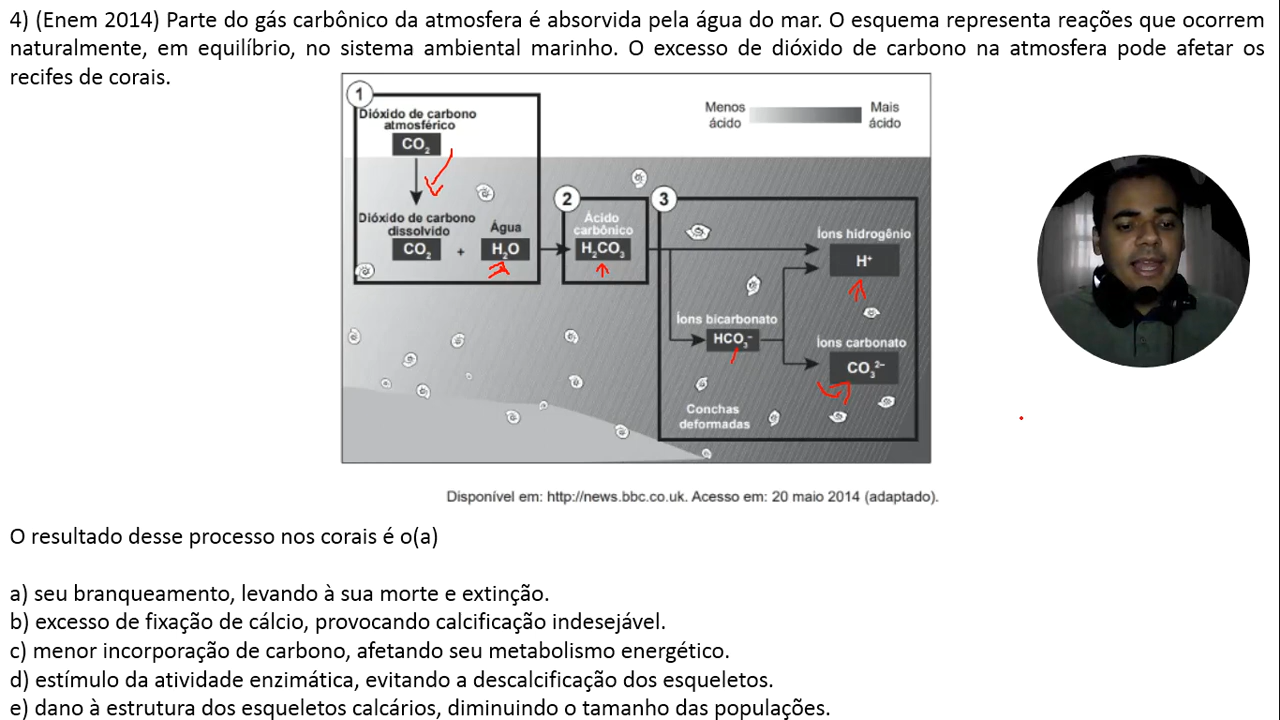 4) (Enem 2014) Parte do gás carbônico da atmosfera é absorvida pela água do mar. O esquema representa reações que ocorrem
naturalmente, em equilíbrio, no sistema ambiental marinho. O excesso de dióxido de carbono na atmosfera pode afetar os
recifes de corais.
1
Dióxido de carbono
atmosférico
CO₂
Menos
ácido
Mais
ácido
Dióxido de carbono
dissolvido
CO₂
+
Água
H₂O
2
Ácido
carbônico
H₂CO₃
3
Íons hidrogênio
H⁺
Íons bicarbonato
HCO₃⁻
Íons carbonato
CO₃²⁻
Conchas
deformadas
Disponível em: http://news.bbc.co.uk. Acesso em: 20 maio 2014 (adaptado).
O resultado desse processo nos corais é o(a)
a) seu branqueamento, levando à sua morte e extinção.
b) excesso de fixação de cálcio, provocando calcificação indesejável.
c) menor incorporação de carbono, afetando seu metabolismo energético.
d) estímulo da atividade enzimática, evitando a descalcificação dos esqueletos.
e) dano à estrutura dos esqueletos calcários, diminuindo o tamanho das populações.